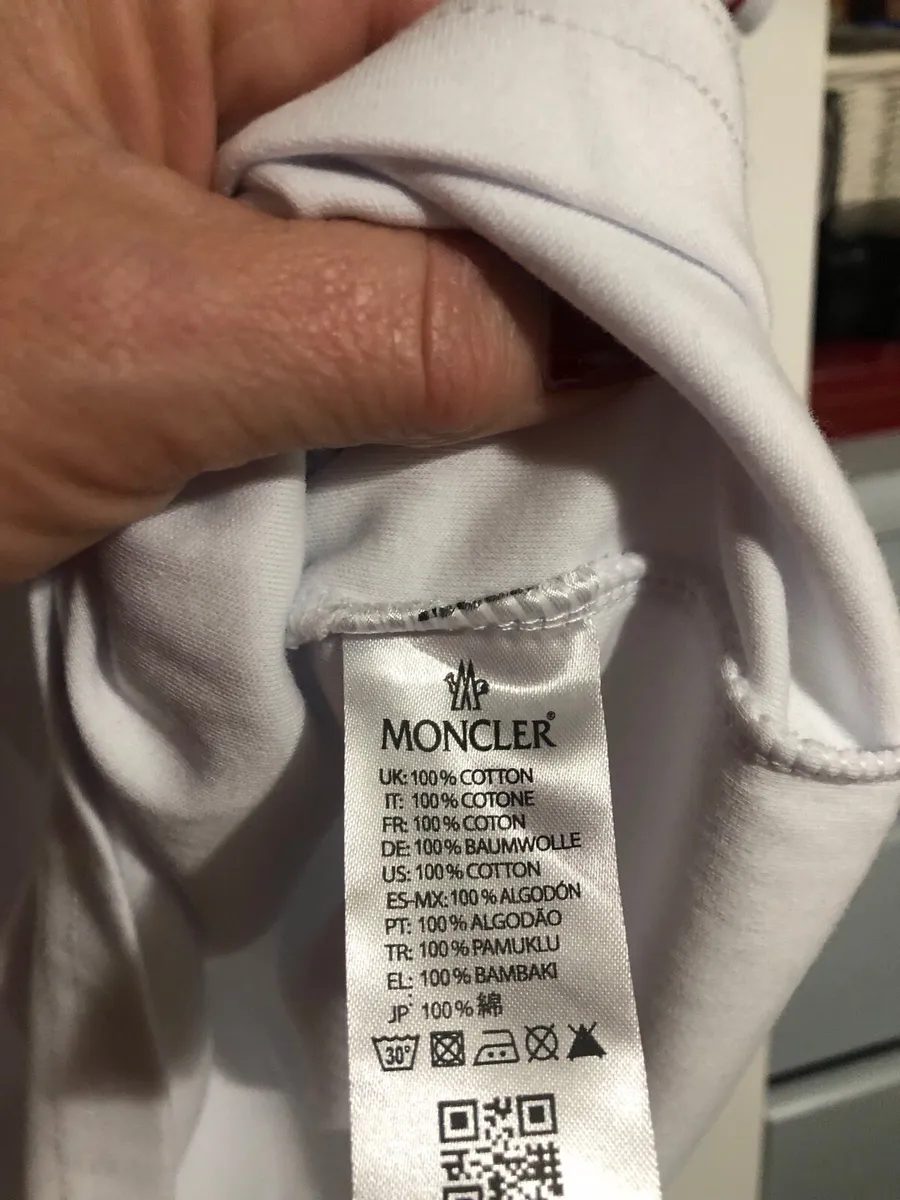 MONCLER®
UK: 100% COTTON
IT: 100% COTONE
FR: 100% COTON
DE: 100% BAUMWOLLE
US: 100% COTTON
ES-MX: 100% ALGODÓN
PT: 100% ALGODÃO
TR: 100% PAMUKLU
EL: 100% BAMBAKI
JP: 100% 綿
30°